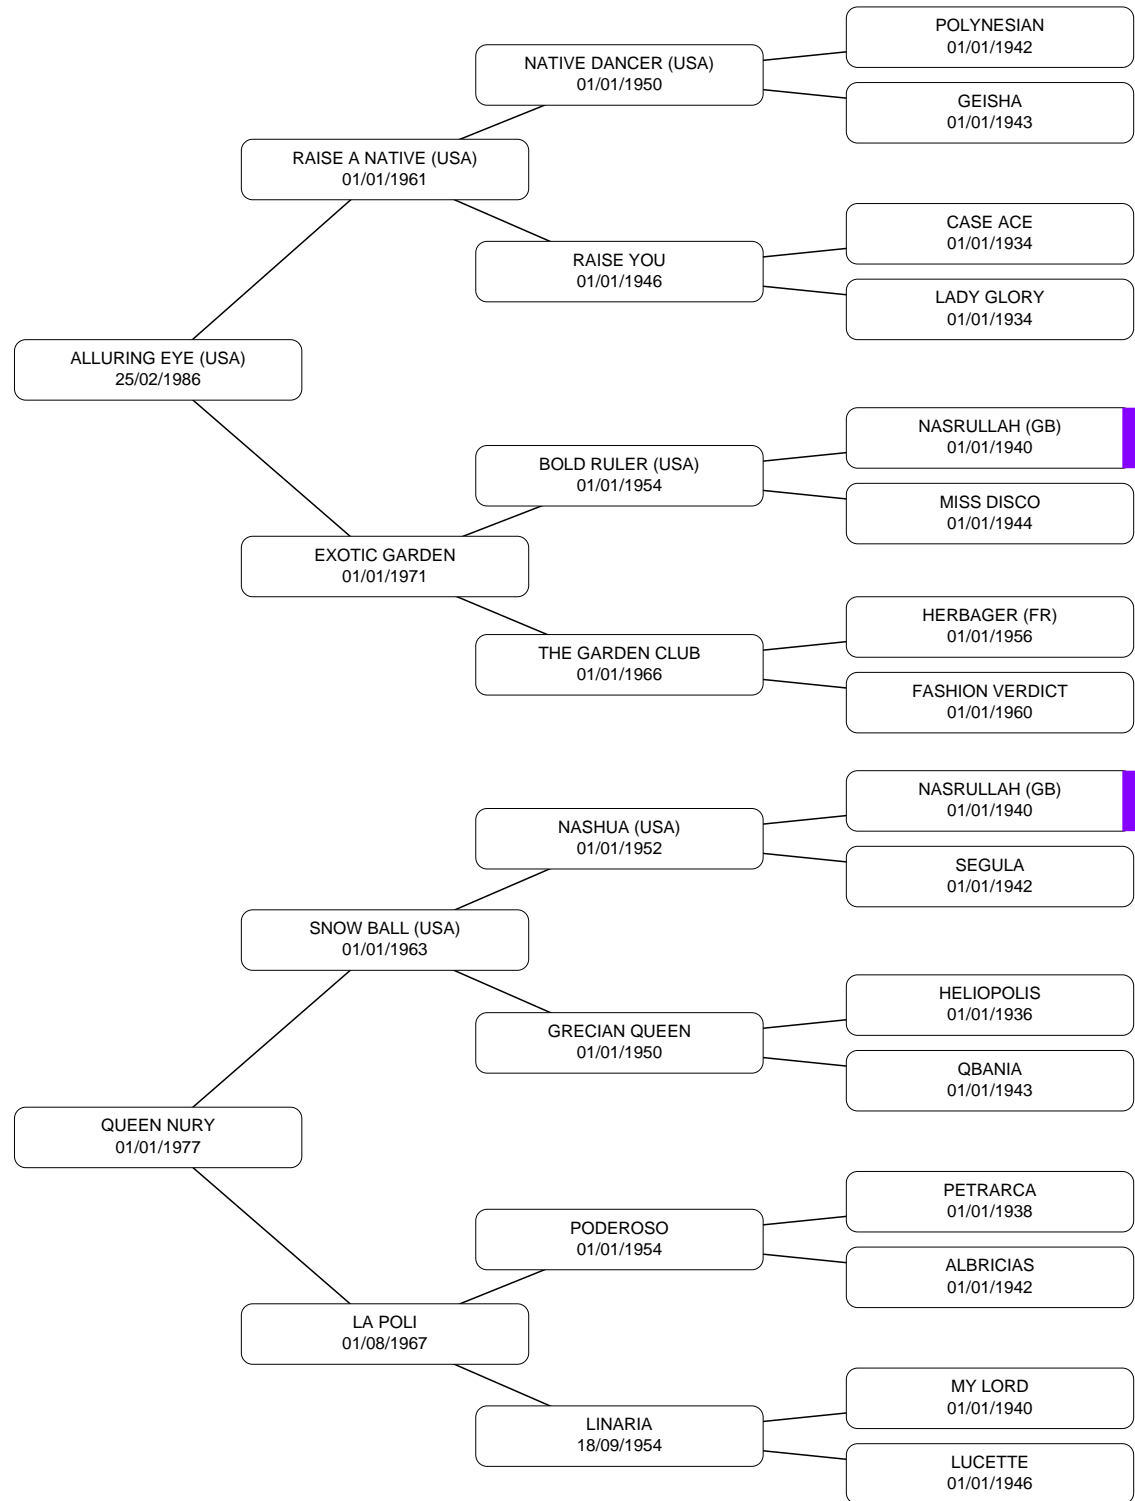 POLYNESIAN
01/01/1942
NATIVE DANCER (USA)
01/01/1950
GEISHA
01/01/1943
RAISE A NATIVE (USA)
01/01/1961
CASE ACE
01/01/1934
RAISE YOU
01/01/1946
LADY GLORY
01/01/1934
ALLURING EYE (USA)
25/02/1986
NASRULLAH (GB)
01/01/1940
BOLD RULER (USA)
01/01/1954
MISS DISCO
01/01/1944
EXOTIC GARDEN
01/01/1971
HERBAGER (FR)
01/01/1956
THE GARDEN CLUB
01/01/1966
FASHION VERDICT
01/01/1960
NASRULLAH (GB)
01/01/1940
NASHUA (USA)
01/01/1952
SEGULA
01/01/1942
SNOW BALL (USA)
01/01/1963
HELIOPOLIS
01/01/1936
GRECIAN QUEEN
01/01/1950
QBANIA
01/01/1943
QUEEN NURY
01/01/1977
PETRARCA
01/01/1938
PODEROSO
01/01/1954
ALBRICIAS
01/01/1942
LA POLI
01/08/1967
MY LORD
01/01/1940
LINARIA
18/09/1954
LUCETTE
01/01/1946